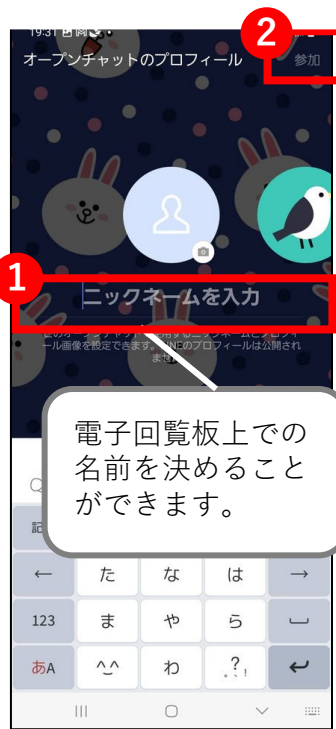 19:31
2
オープンチャットのプロフィール
参加
1
ニックネームを入力
このオープンチャットで使用するニックネームとプロフィ
ール画像を設定できます。LINEのプロフィールは公開され
ません。
電子回覧板上での
名前を決めること
ができます。
記
← た な は →
123 ま や ら
あA ^_^ わ 。?!、